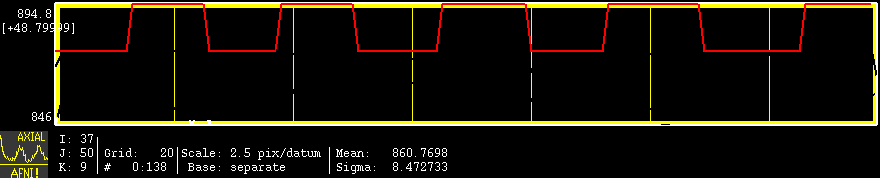 894.8
[+48.79999]
846
AXIAL
AFNI!
I: 37
J: 50
K: 9
Grid: 20
# 0:138
Scale: 2.5 pix/datum
Base: separate
Mean: 860.7698
Sigma: 8.472733